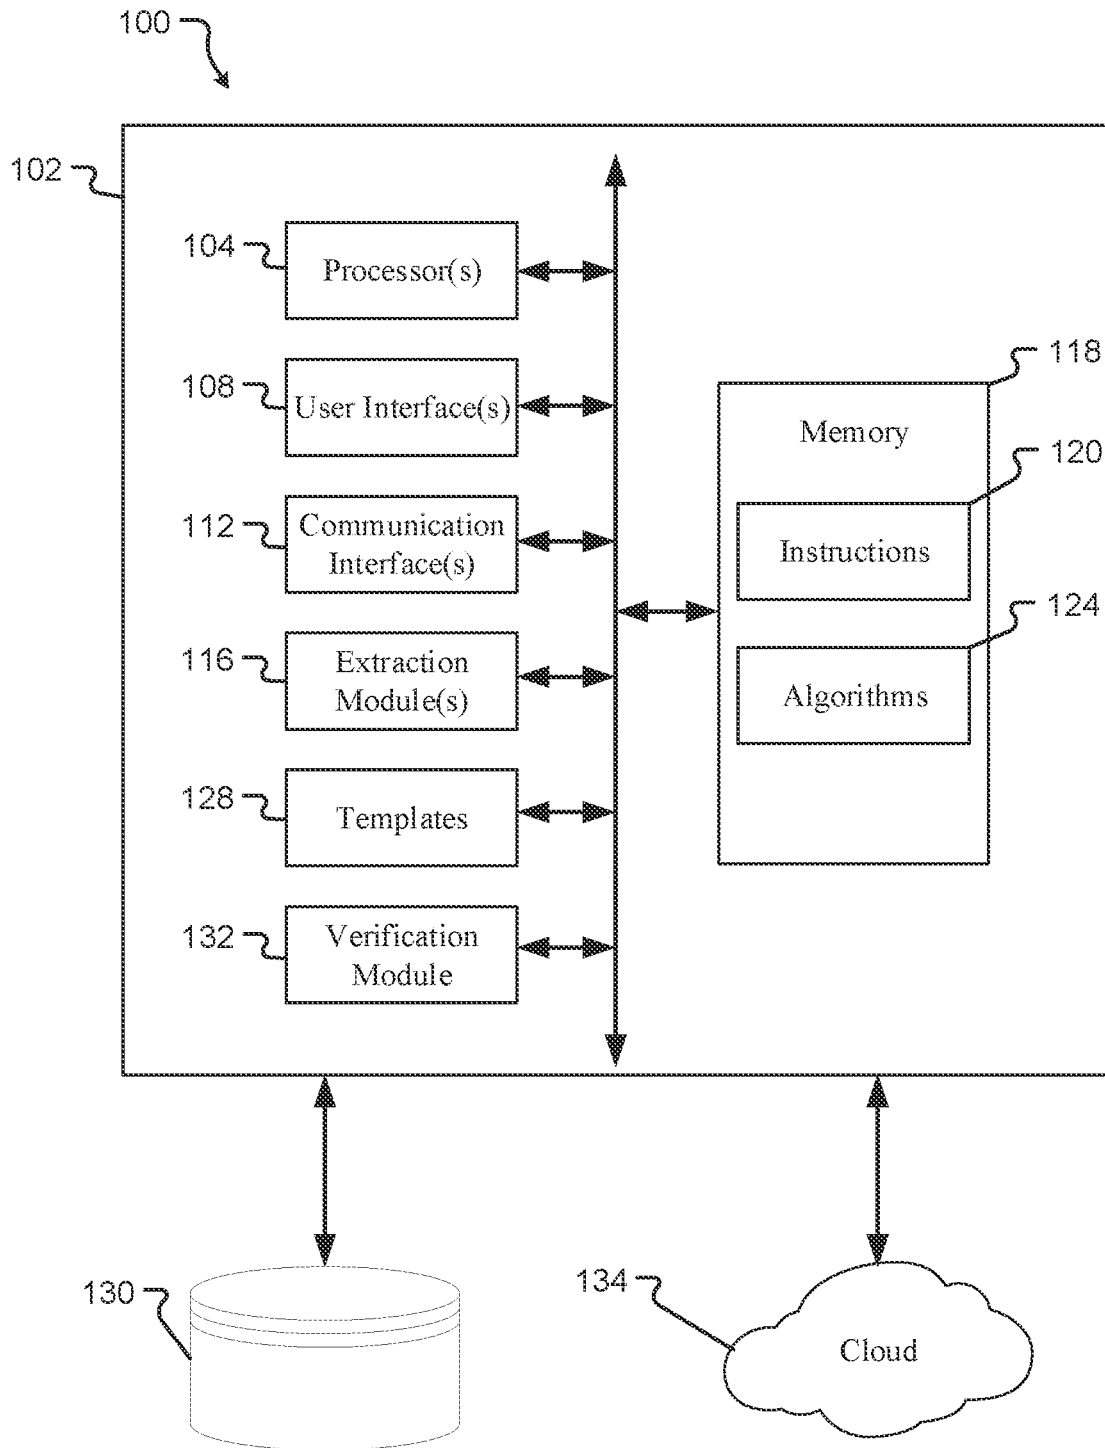 100
102
104
Processor(s)
108
User Interface(s)
112
Communication
Interface(s)
116
Extraction
Module(s)
128
Templates
132
Verification
Module
118
Memory
120
Instructions
124
Algorithms
130
134
Cloud